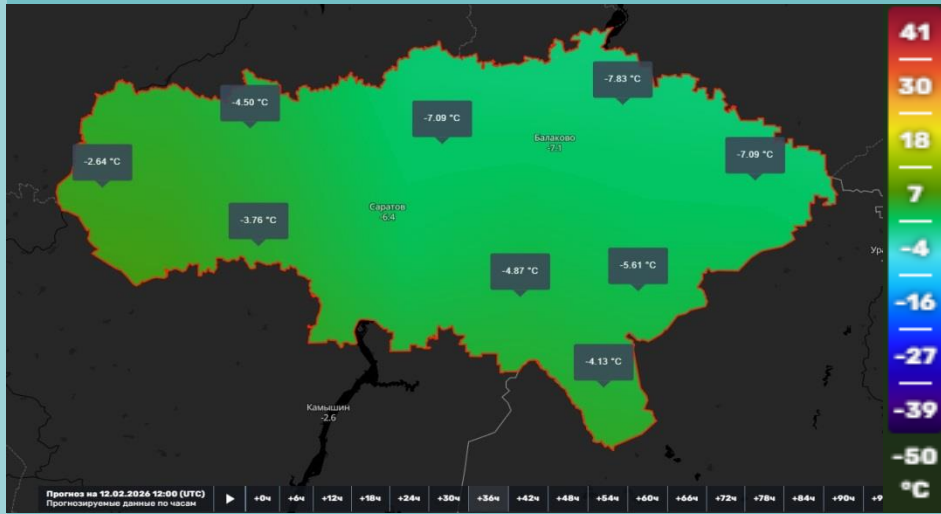 41
30
18
7
-4
-16
-27
-39
-50
°C
-7.83 °C
-4.50 °C
-7.09 °C
Балаково
-7.1
-2.64 °C
-7.09 °C
Саратов
-6.4
-3.76 °C
-4.87 °C
-5.61 °C
-4.13 °C
Камышин
-2.6
Прогноз на 12.02.2026 12:00 (UTC)
Прогнозируемые данные по часам
+0ч +6ч +12ч +18ч +24ч +30ч +36ч +42ч +48ч +54ч +60ч +66ч +72ч +78ч +84ч +90ч +9